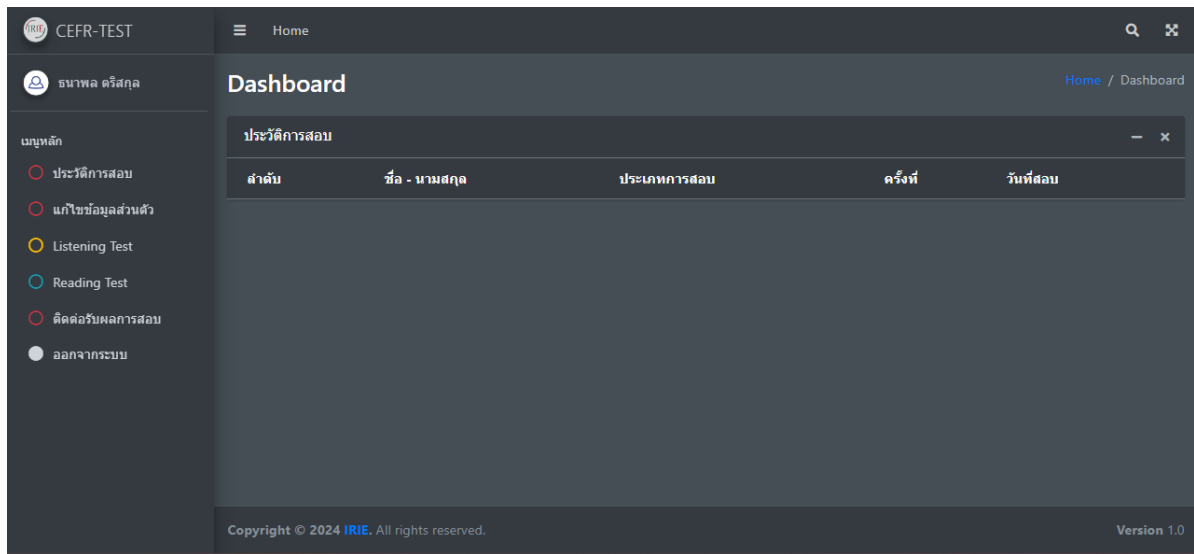 IRIE CEFR-TEST
Home
ธนาพล ตริสกุล
Dashboard
Home / Dashboard
เมนูหลัก
ประวัติการสอบ
แก้ไขข้อมูลส่วนตัว
Listening Test
Reading Test
ติดต่อรับผลการสอบ
ออกจากระบบ
ประวัติการสอบ
ลำดับ ชื่อ - นามสกุล ประเภทการสอบ ครั้งที่ วันที่สอบ
Copyright © 2024 IRIE. All rights reserved.
Version 1.0